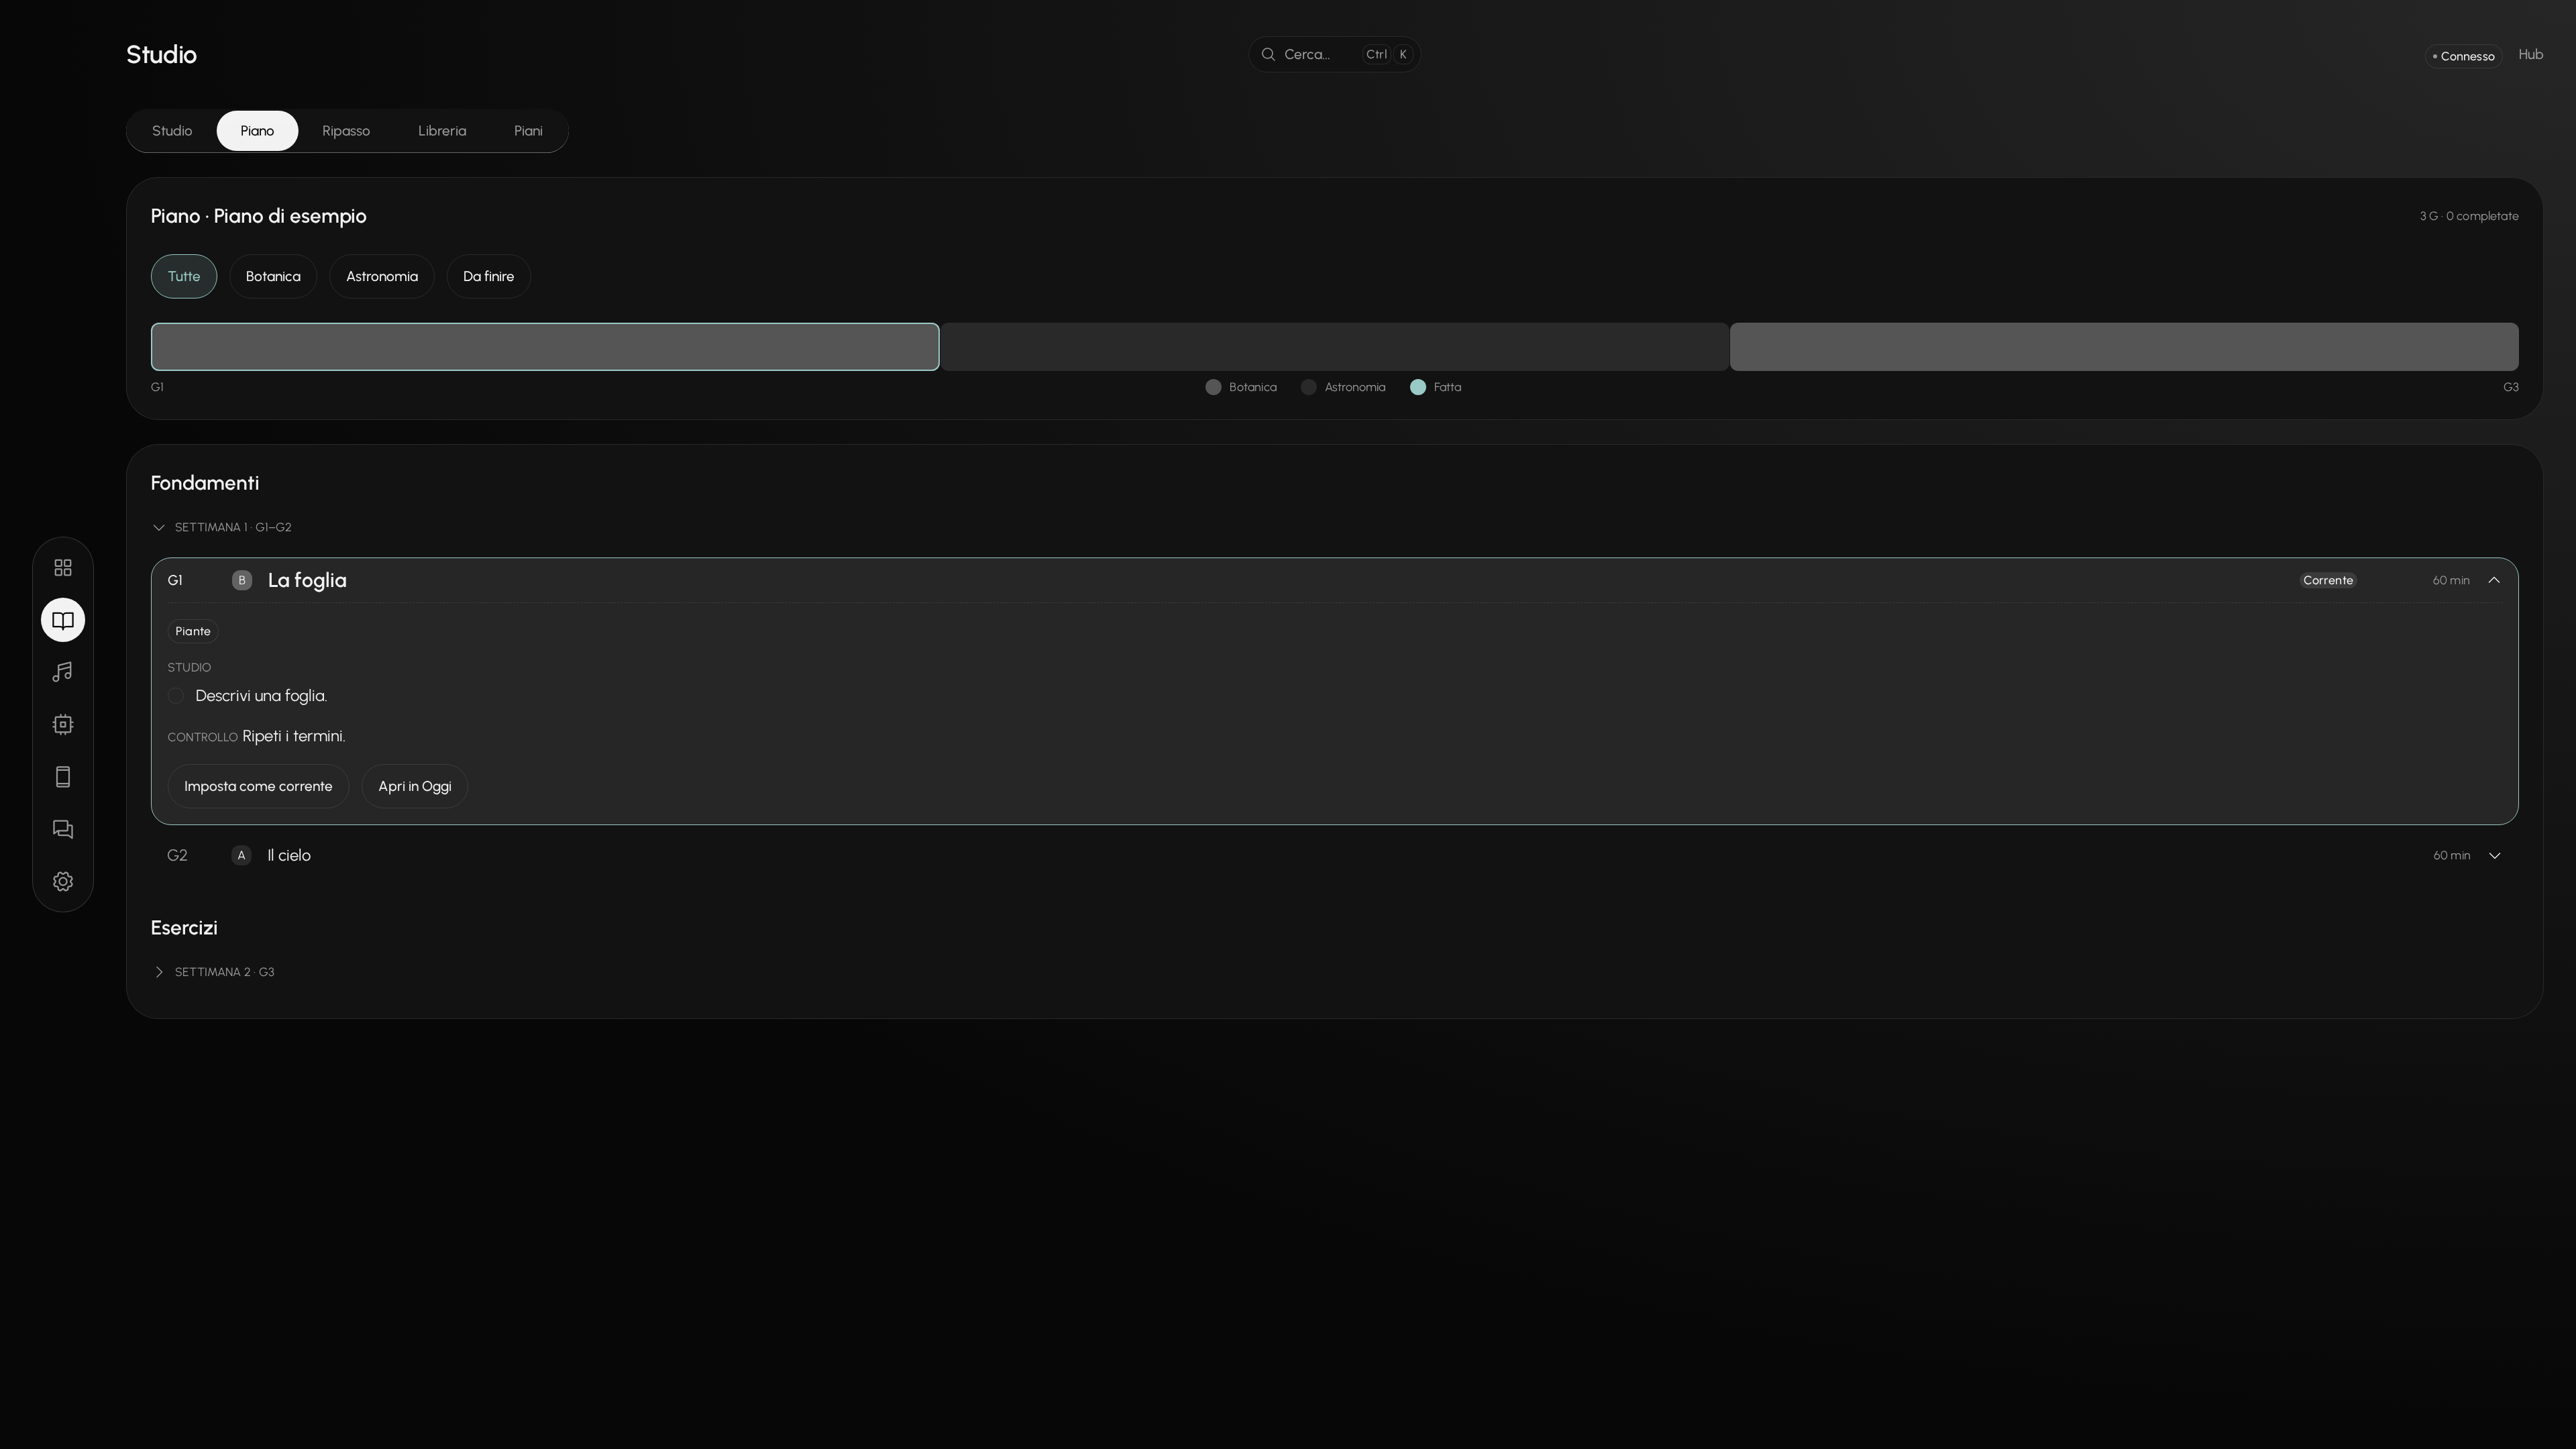 Studio
Cerca... Ctrl K
Connesso Hub
Studio Piano Ripasso Libreria Piani
Piano · Piano di esempio
3 G · 0 completate
Tutte Botanica Astronomia Da finire
G1 Botanica Astronomia Fatta G3
Fondamenti
SETTIMANA 1 · G1–G2
G1 B La foglia Corrente 60 min
Piante
STUDIO
Descrivi una foglia.
CONTROLLO Ripeti i termini.
Imposta come corrente Apri in Oggi
G2 A Il cielo 60 min
Esercizi
SETTIMANA 2 · G3